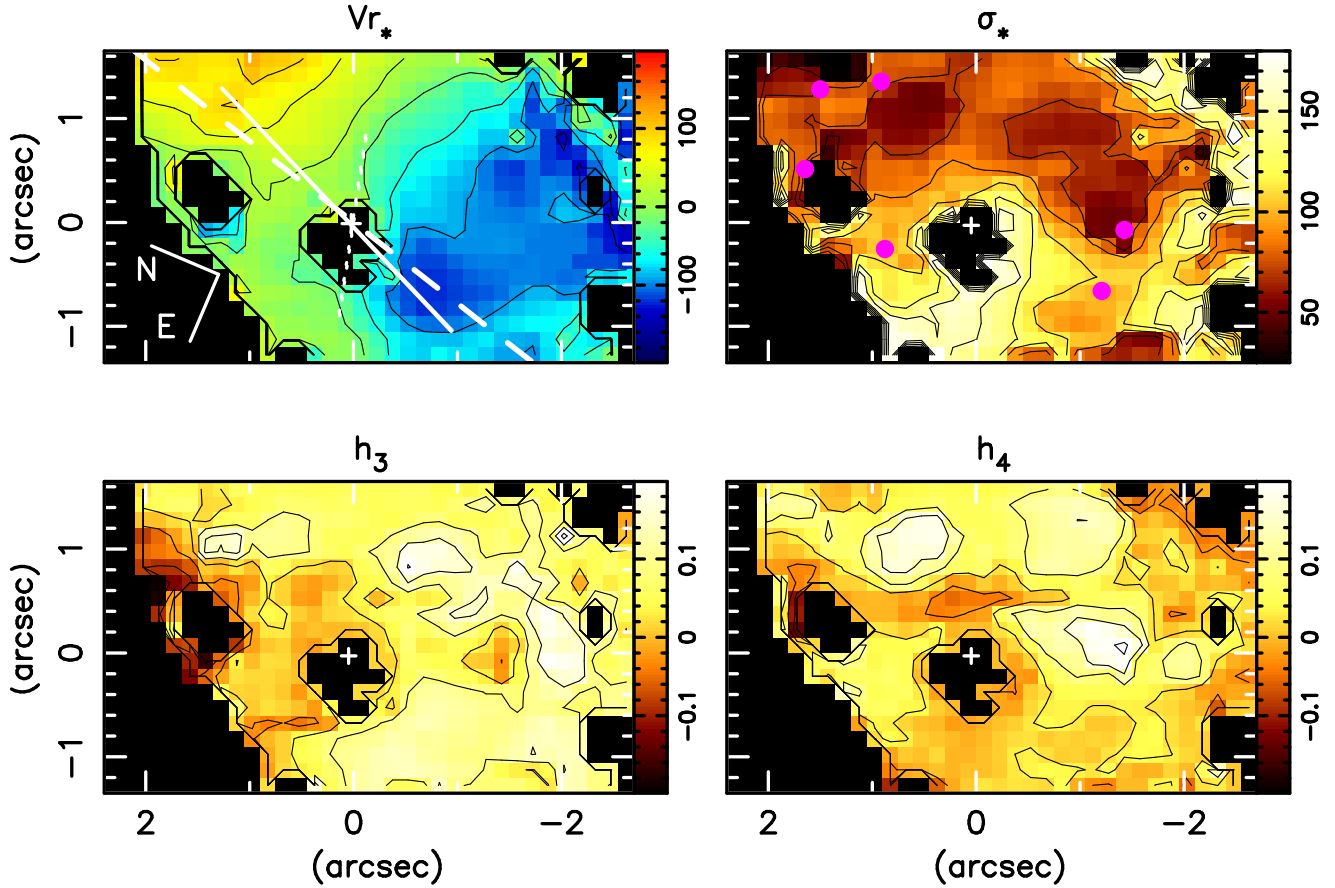 Vr* σ*
(arcsec) 1 0 −1 N E 100 0 −100 150 100 50
h3 h4
(arcsec) 1 0 −1 0.1 0 −0.1 0.1 0 −0.1
2 0 −2 2 0 −2
(arcsec) (arcsec)